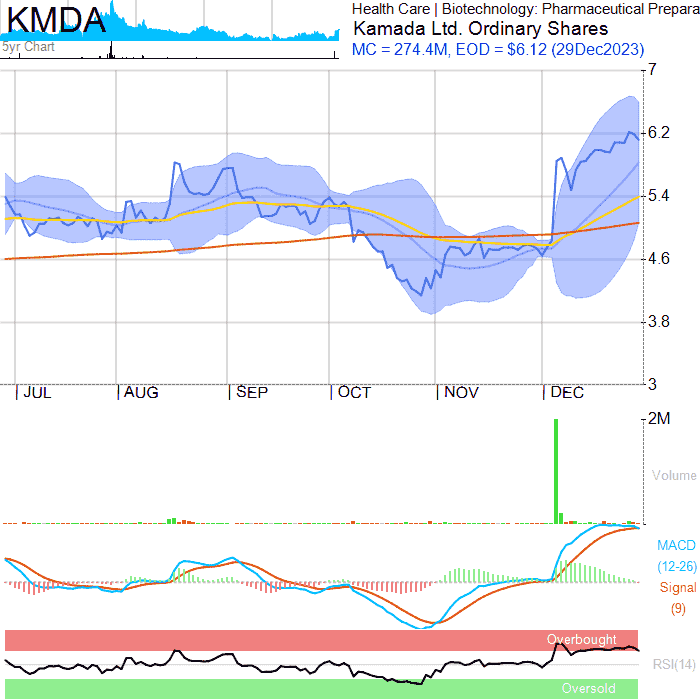 KMDA
5yr Chart
Health Care | Biotechnology: Pharmaceutical Prepara
Kamada Ltd. Ordinary Shares
MC = 274.4M, EOD = $6.12 (29Dec2023)
7
6.2
5.4
4.6
3.8
3
JUL AUG SEP OCT NOV DEC
2M
Volume
MACD
(12-26)
Signal
(9)
Overbought
RSI(14)
Oversold